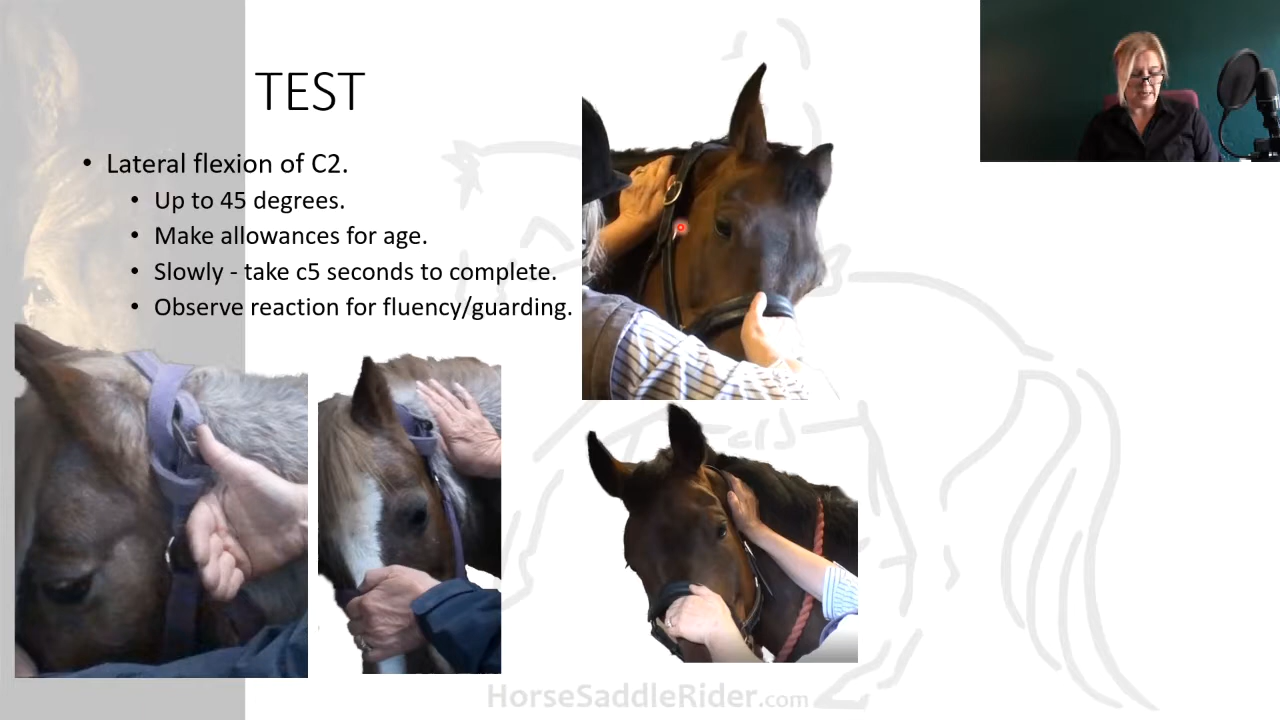 TEST
• Lateral flexion of C2.
• Up to 45 degrees.
• Make allowances for age.
• Slowly - take c5 seconds to complete.
• Observe reaction for fluency/guarding.
HorseSaddleRider.com